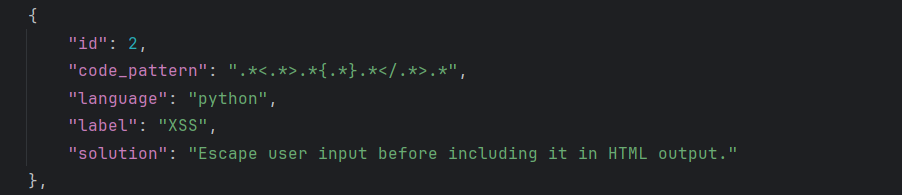 {
"id": 2,
"code_pattern": ".*<.*>.*{.*}.*</.*>.*",
"language": "python",
"label": "XSS",
"solution": "Escape user input before including it in HTML output."
},